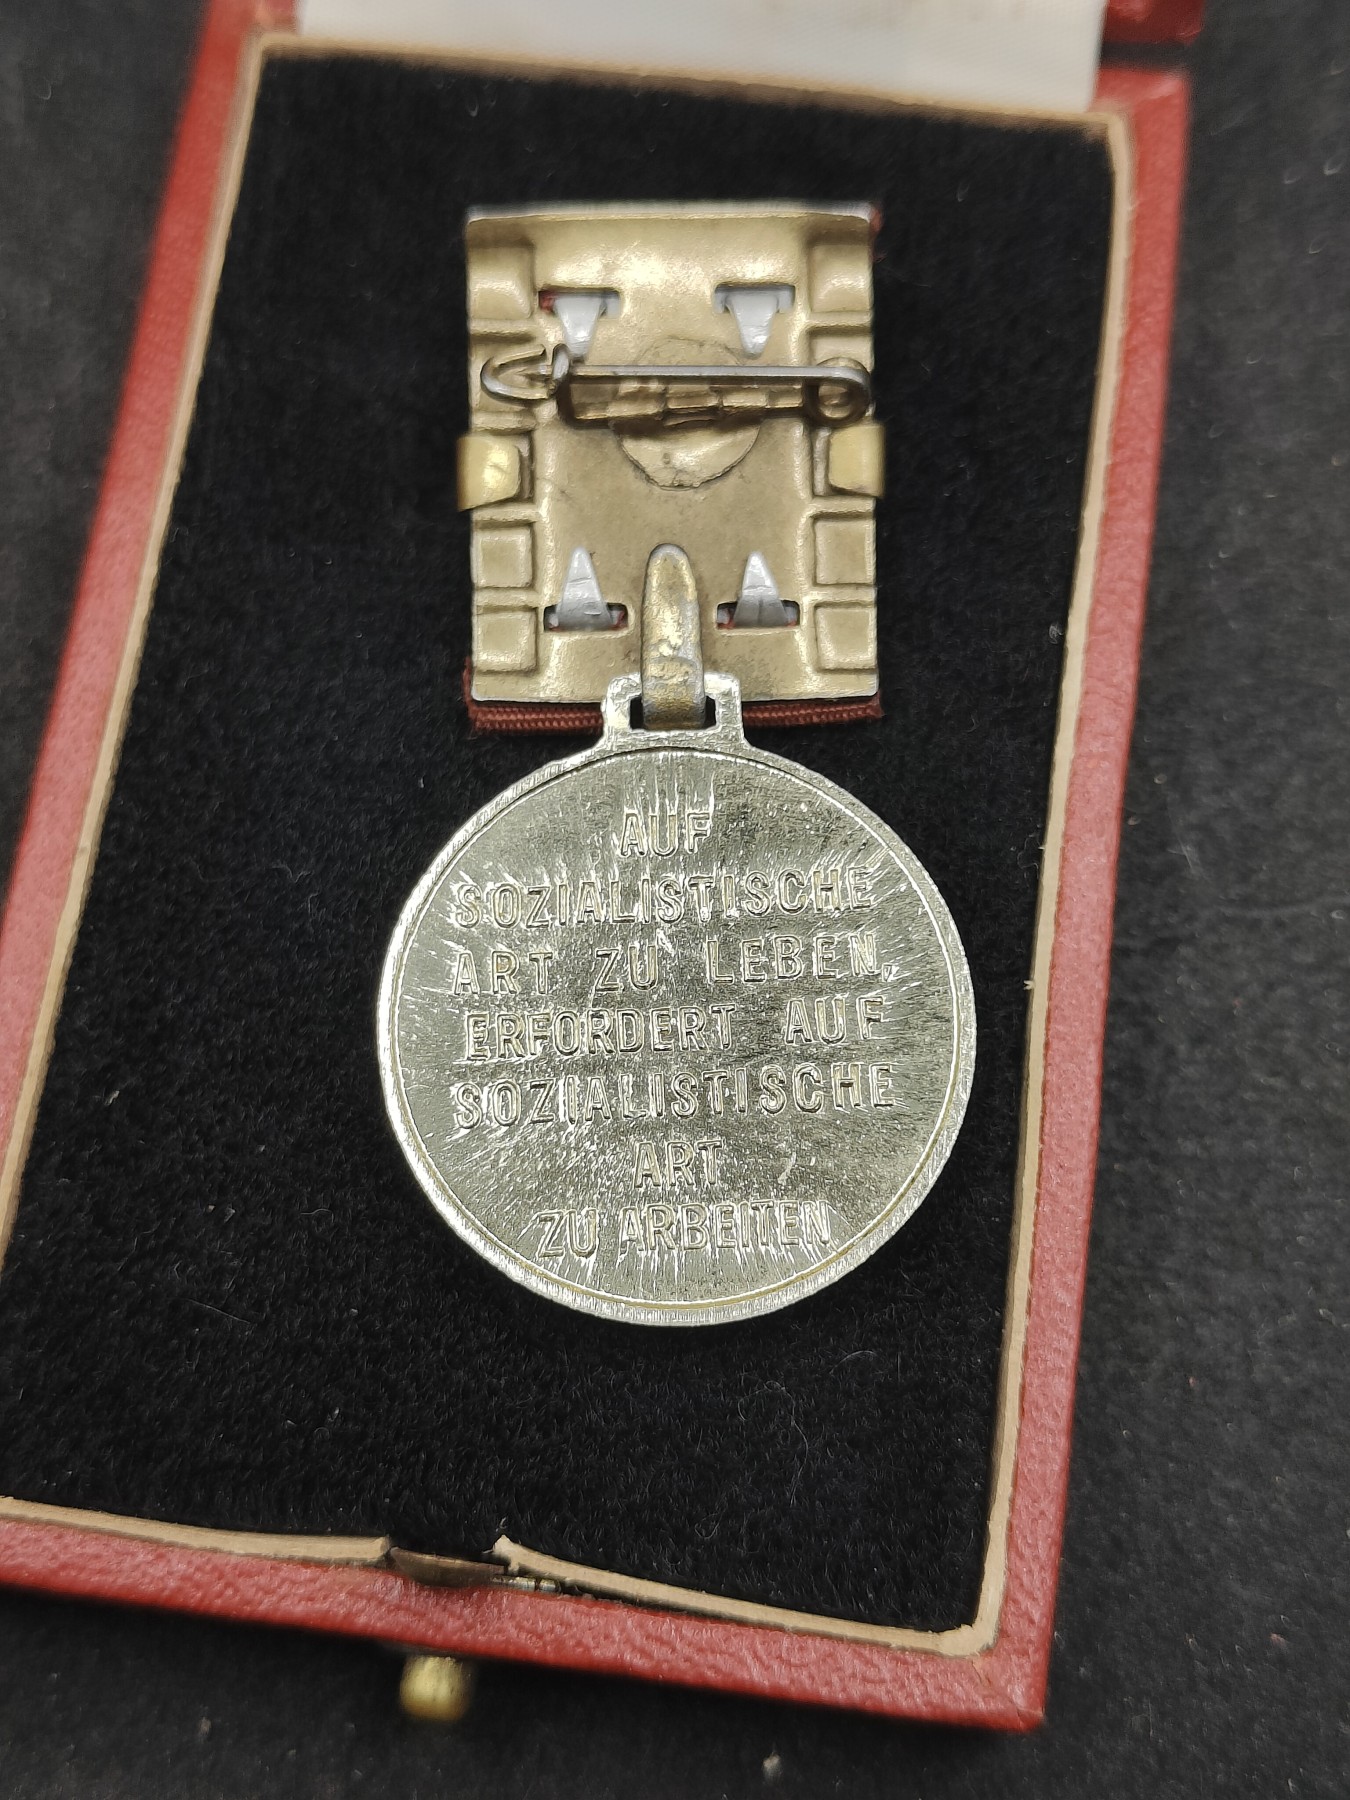 AUF
SOZIALISTISCHE
ART ZU LEBEN,
ERFORDERT AUF
SOZIALISTISCHE
ART
ZU ARBEITEN